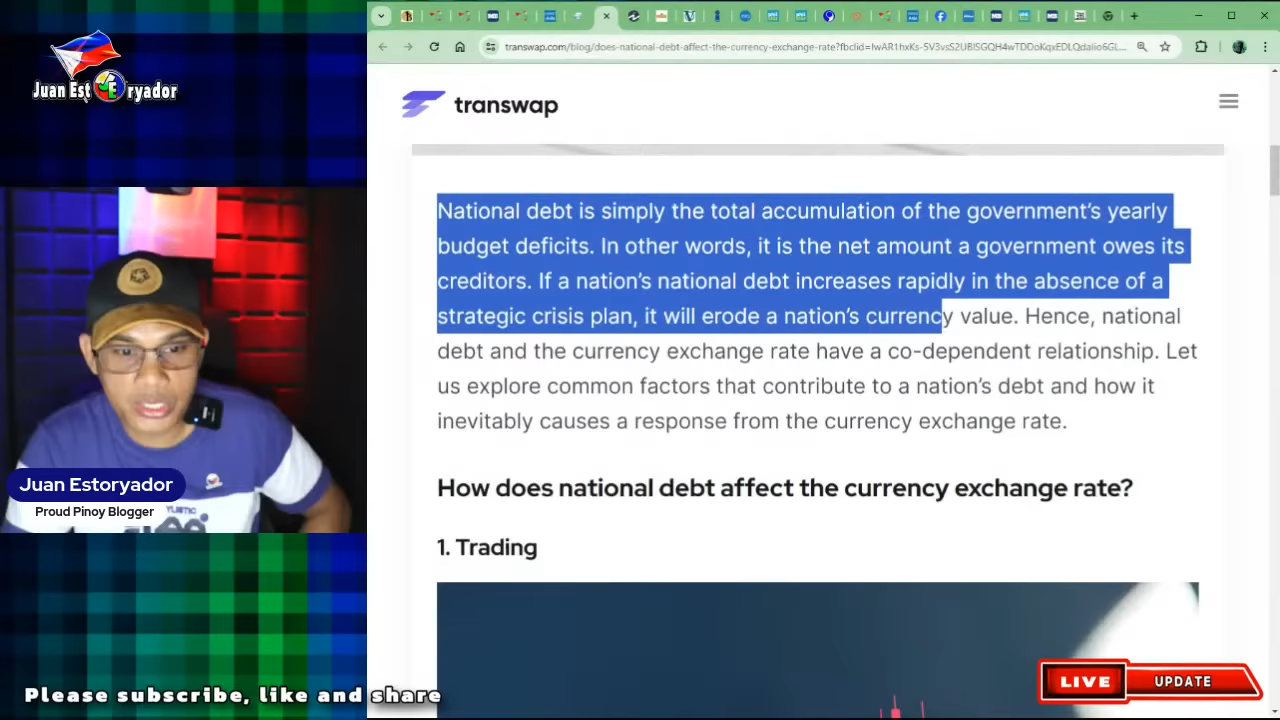 Juan Est E ryador
transwap.com/blog/does-national-debt-affect-the-currency-exchange-rate?fbclid=IwAR1hxKs-5V3vsS2UBISGQH4wTDDoKqxEDLQdaIio6GL...
transwap
National debt is simply the total accumulation of the government's yearly
budget deficits. In other words, it is the net amount a government owes its
creditors. If a nation's national debt increases rapidly in the absence of a
strategic crisis plan, it will erode a nation's currency value. Hence, national
debt and the currency exchange rate have a co-dependent relationship. Let
us explore common factors that contribute to a nation's debt and how it
inevitably causes a response from the currency exchange rate.
How does national debt affect the currency exchange rate?
1. Trading
Juan Estoryador
Proud Pinoy Blogger
Please subscribe, like and share
LIVE UPDATE